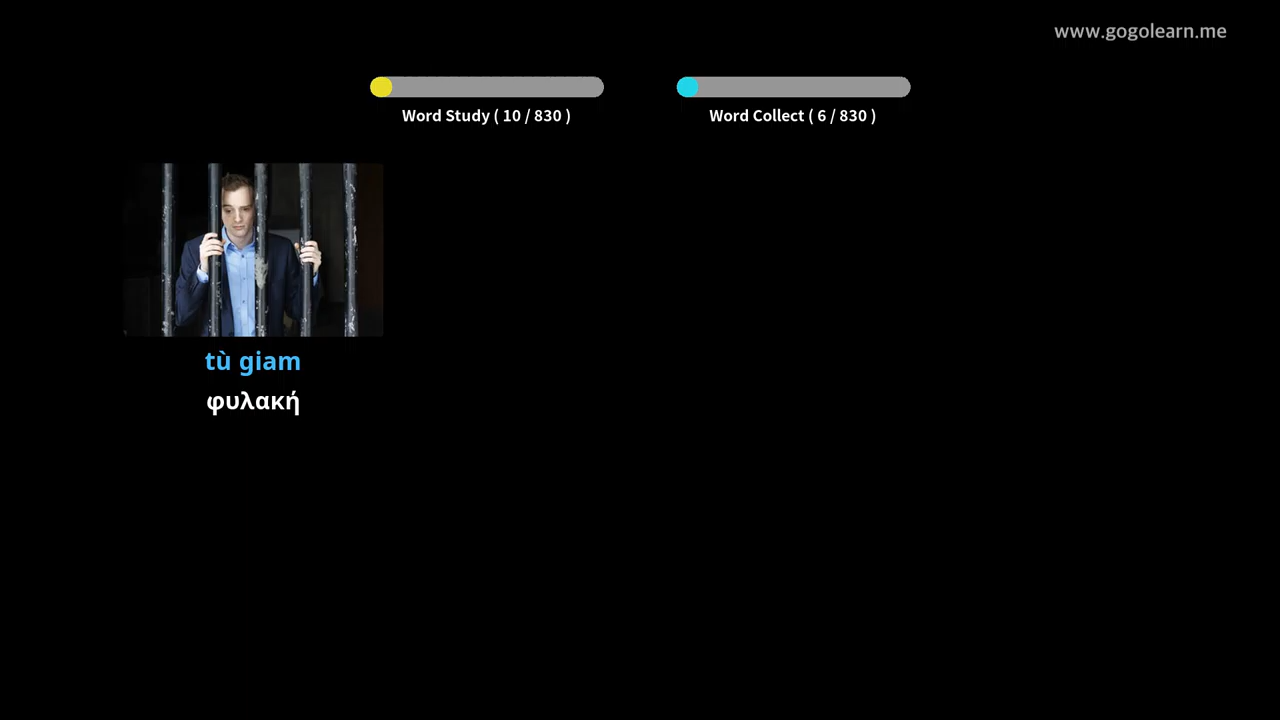 www.gogolearn.me
Word Study ( 10 / 830 )
Word Collect ( 6 / 830 )
tù giam
φυλακή